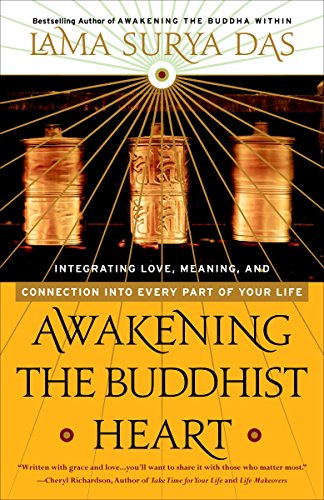 Bestselling Author of AWAKENING THE BUDDHA WITHIN
LAMA SURYA DAS
INTEGRATING LOVE, MEANING, AND
CONNECTION INTO EVERY PART OF YOUR LIFE
AWAKENING
THE BUDDHIST
HEART
"Written with grace and love...you'll want to share it with those who matter most."
—Cheryl Richardson, Author of Take Time for Your Life and Life Makeovers